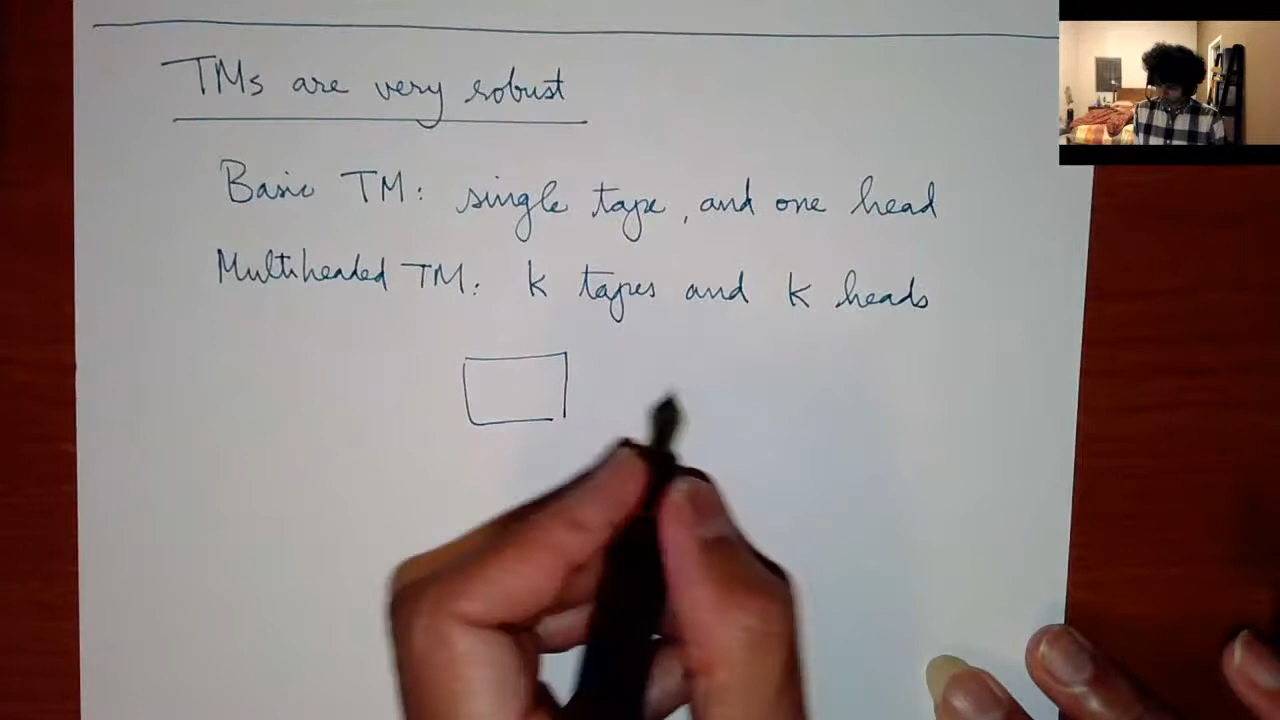 TMs are very robust
Basic TM: single tape, and one head
Multiheaded TM: k tapes and k heads